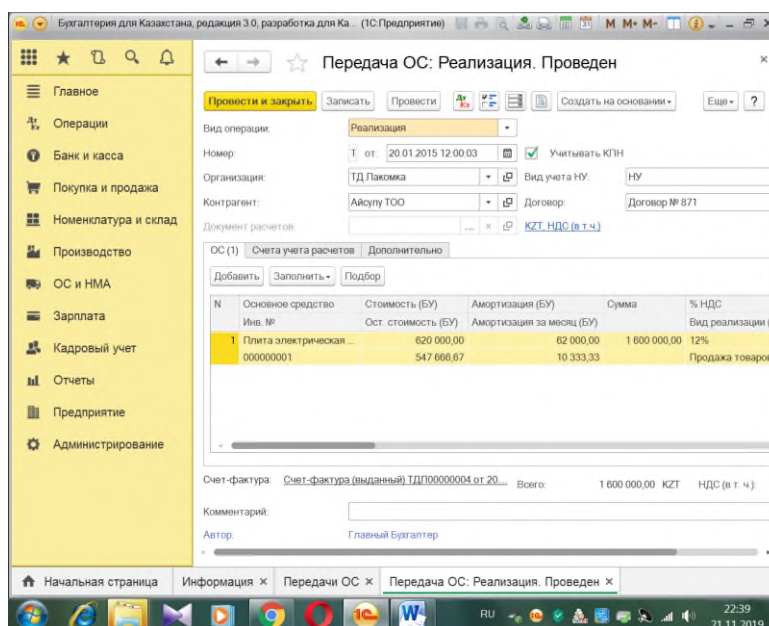 Бухгалтерия для Казахстана, редакция 3.0, разработка для Ка... (1С:Предприятие) M M+ M-
Передача ОС: Реализация. Проведен
Главное
Операции
Банк и касса
Покупка и продажа
Номенклатура и склад
Производство
ОС и НМА
Зарплата
Кадровый учет
Отчеты
Предприятие
Администрирование
Провести и закрыть Записать Провести Создать на основании Еще ?
Вид операции: Реализация
Номер: Т от: 20.01.2015 12:00:03 Учитывать КПН
Организация: ТД Лакомка Вид учета НУ: НУ
Контрагент: Айсулу ТОО Договор: Договор № 871
Документ расчетов: ... KZT, НДС (в т.ч.)
ОС (1) Счета учета расчетов Дополнительно
Добавить Заполнить Подбор
N Основное средство Стоимость (БУ) Амортизация (БУ) Сумма % НДС
Инв. № Ост. стоимость (БУ) Амортизация за месяц (БУ) Вид реализации (
1 Плита электрическая ... 620 000,00 62 000,00 1 600 000,00 12%
000000001 547 666,67 10 333,33 Продажа товаро
Счет-фактура: Счет-фактура (выданный) ТДЛ00000004 от 20.... Всего: 1 600 000,00 KZT НДС (в т. ч.):
Комментарий:
Автор: Главный Бухгалтер
Начальная страница Информация × Передачи ОС × Передача ОС: Реализация. Проведен ×
RU 22:39
21.11.2019